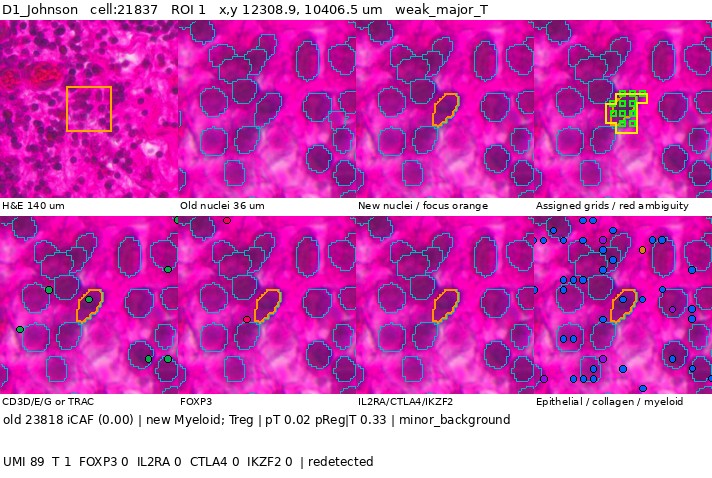 D1_Johnson cell:21837 ROI 1 x,y 12308.9, 10406.5 um weak_major_T
H&E 140 um
Old nuclei 36 um
New nuclei / focus orange
Assigned grids / red ambiguity
CD3D/E/G or TRAC
FOXP3
IL2RA/CTLA4/IKZF2
Epithelial / collagen / myeloid
old 23818 iCAF (0.00) | new Myeloid; Treg | pT 0.02 pReg|T 0.33 | minor_background
UMI 89 T 1 FOXP3 0 IL2RA 0 CTLA4 0 IKZF2 0 | redetected